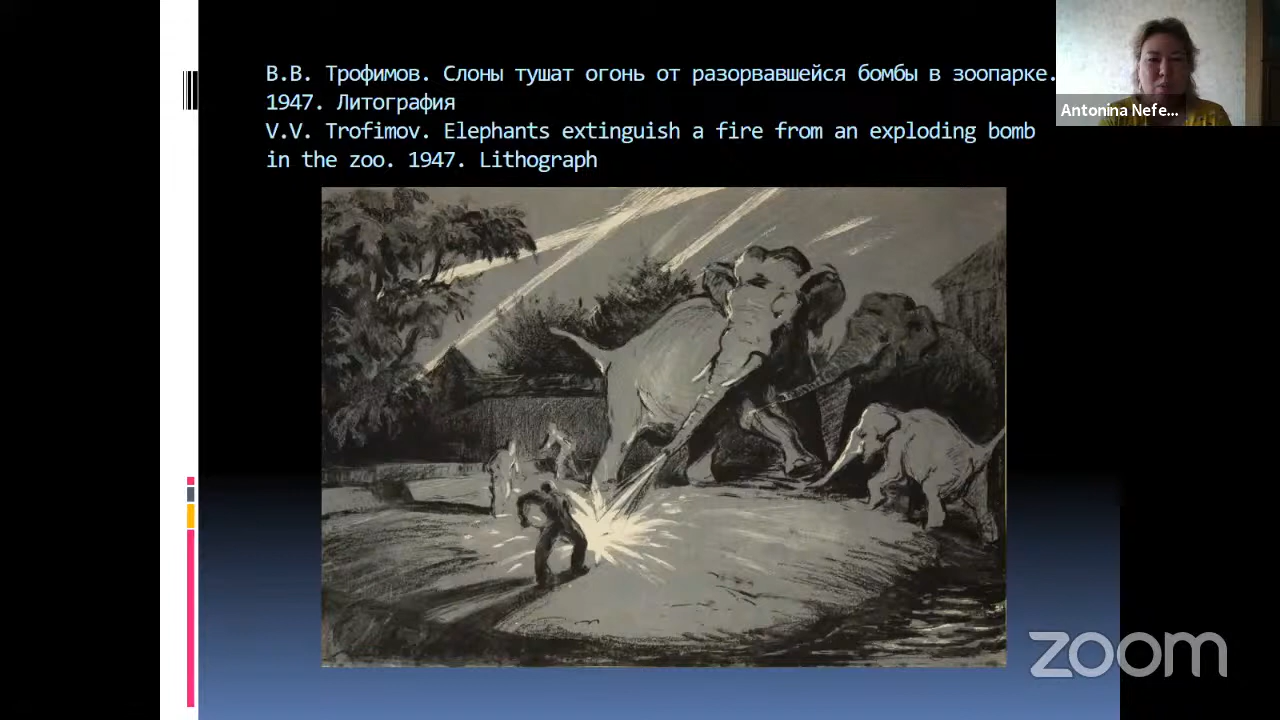 В.В. Трофимов. Слоны тушат огонь от разорвавшейся бомбы в зоопарке.
1947. Литография
V.V. Trofimov. Elephants extinguish a fire from an exploding bomb
in the zoo. 1947. Lithograph
Antonina Nefe...
zoom